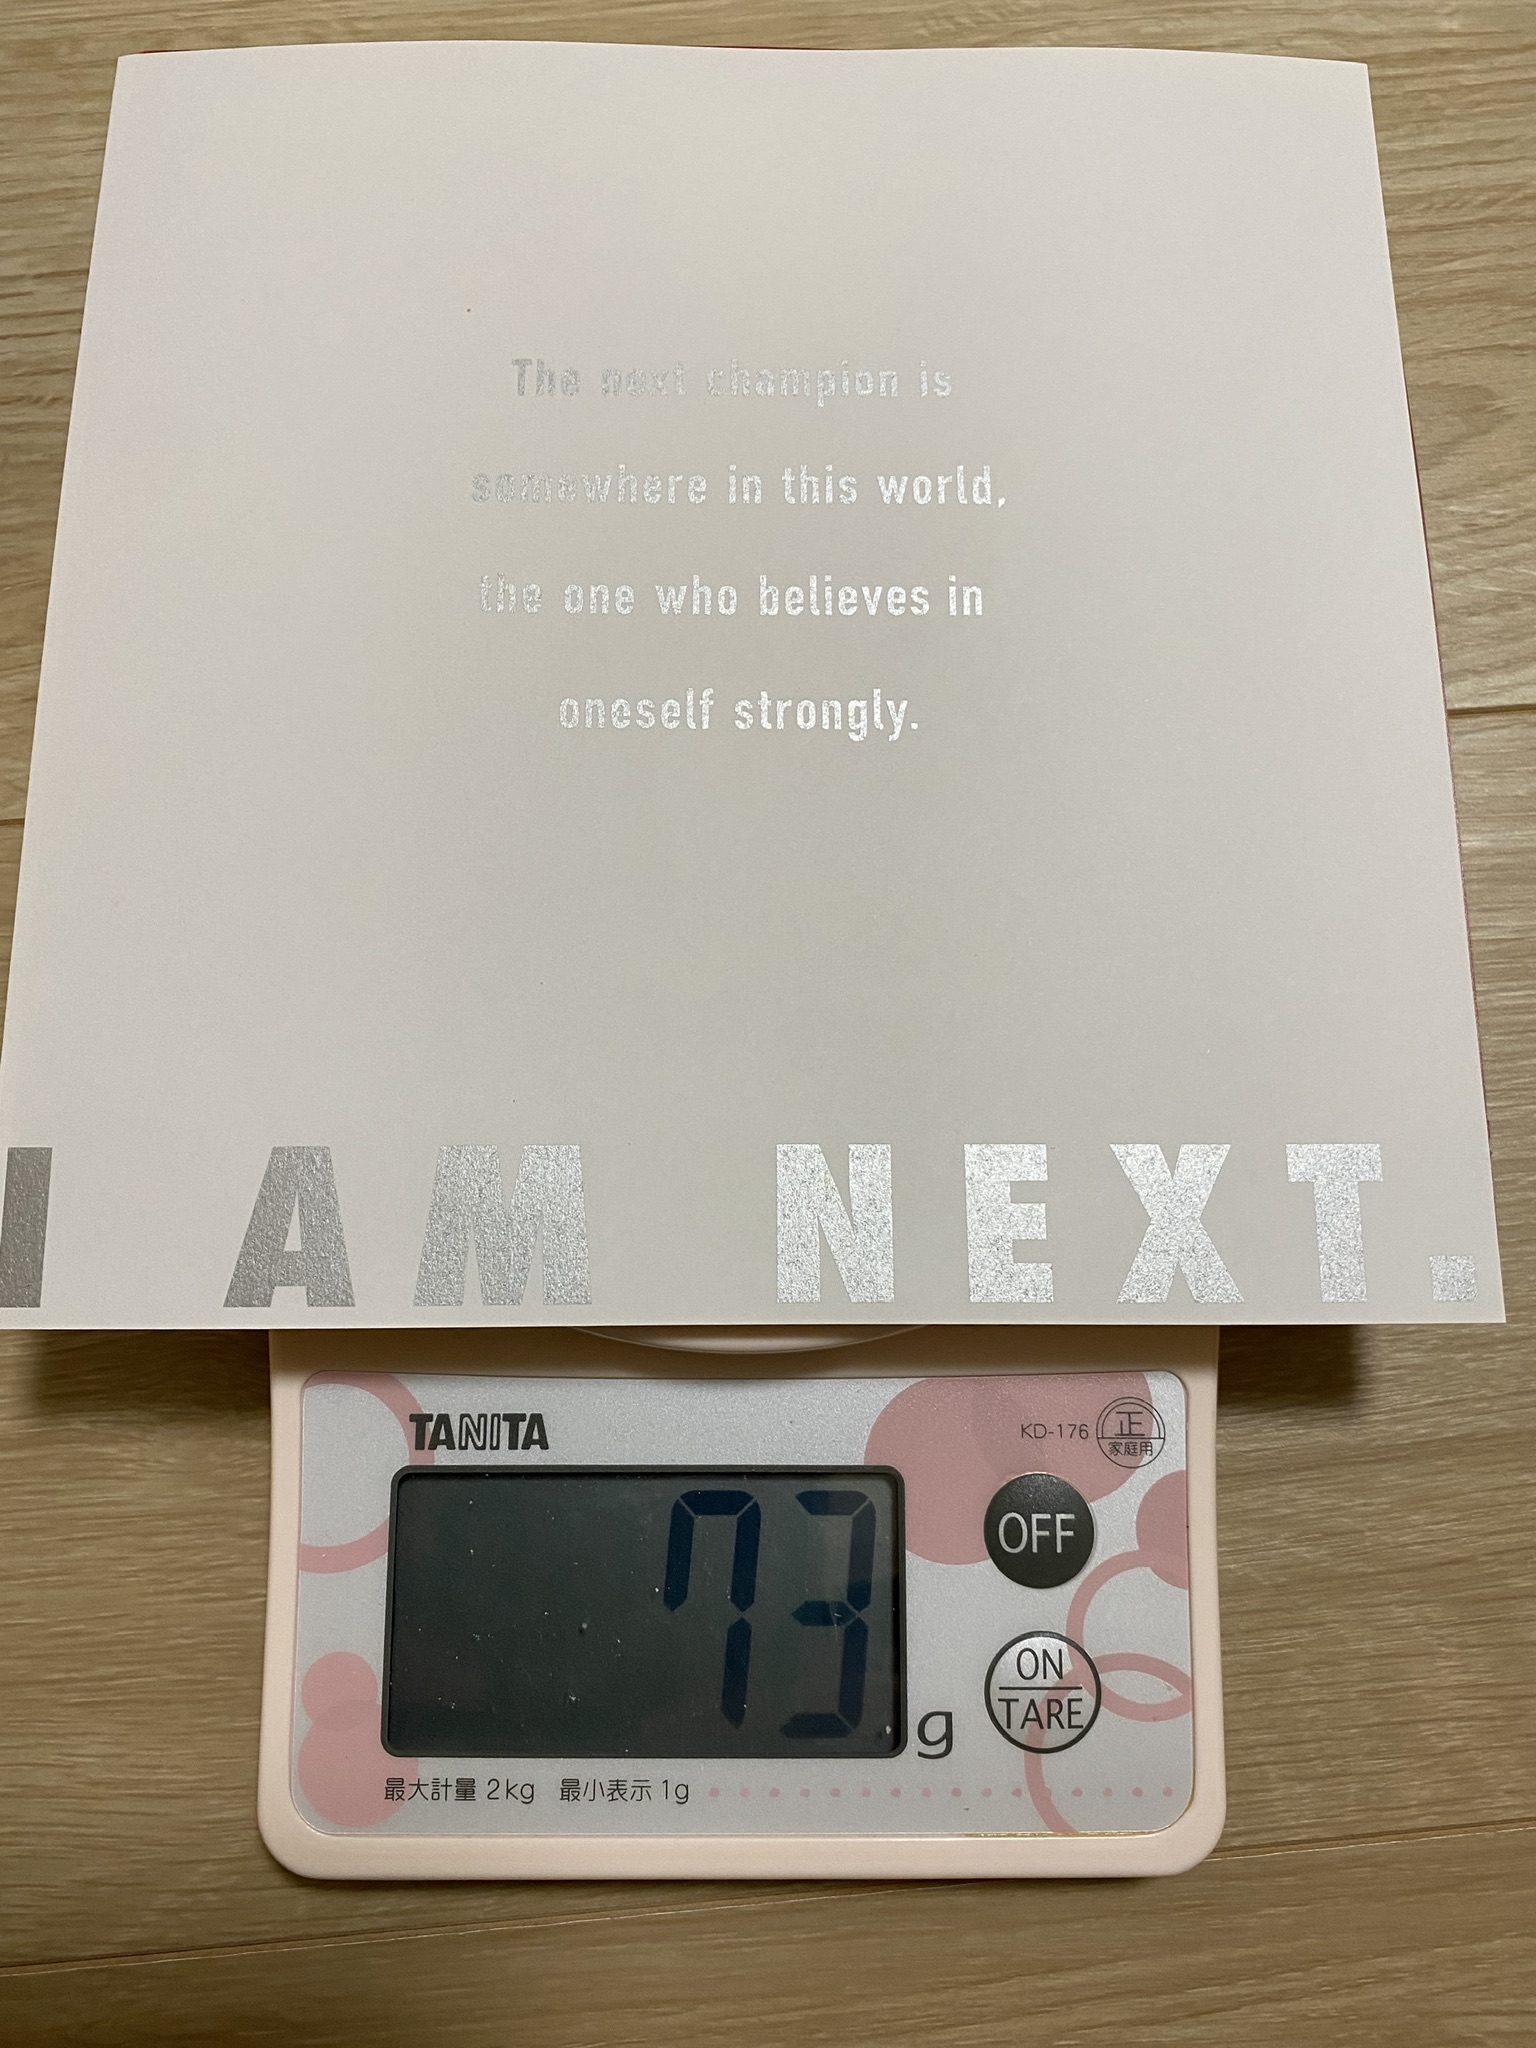 The next champion is
somewhere in this world,
the one who believes in
oneself strongly.
I AM NEXT.
TANITA
KD-176
正
家庭用
OFF
73
g
ON
TARE
最大計量 2kg 最小表示 1g